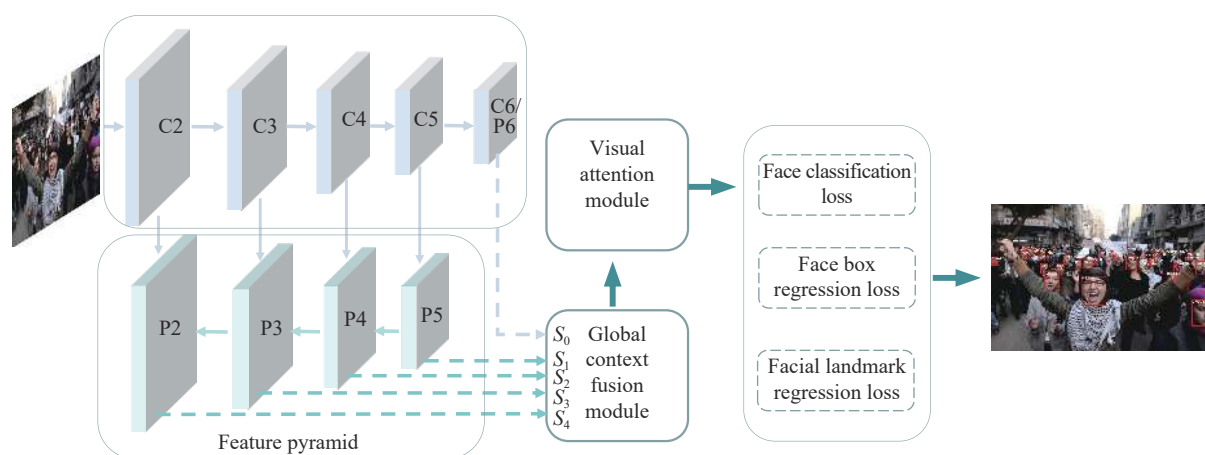 C2
C3
C4
C5
C6/
P6
P2
P3
P4
P5
Feature pyramid
S0
S1
S2
S3
S4
Global
context
fusion
module
Visual
attention
module
Face classification
loss
Face box
regression loss
Facial landmark
regression loss